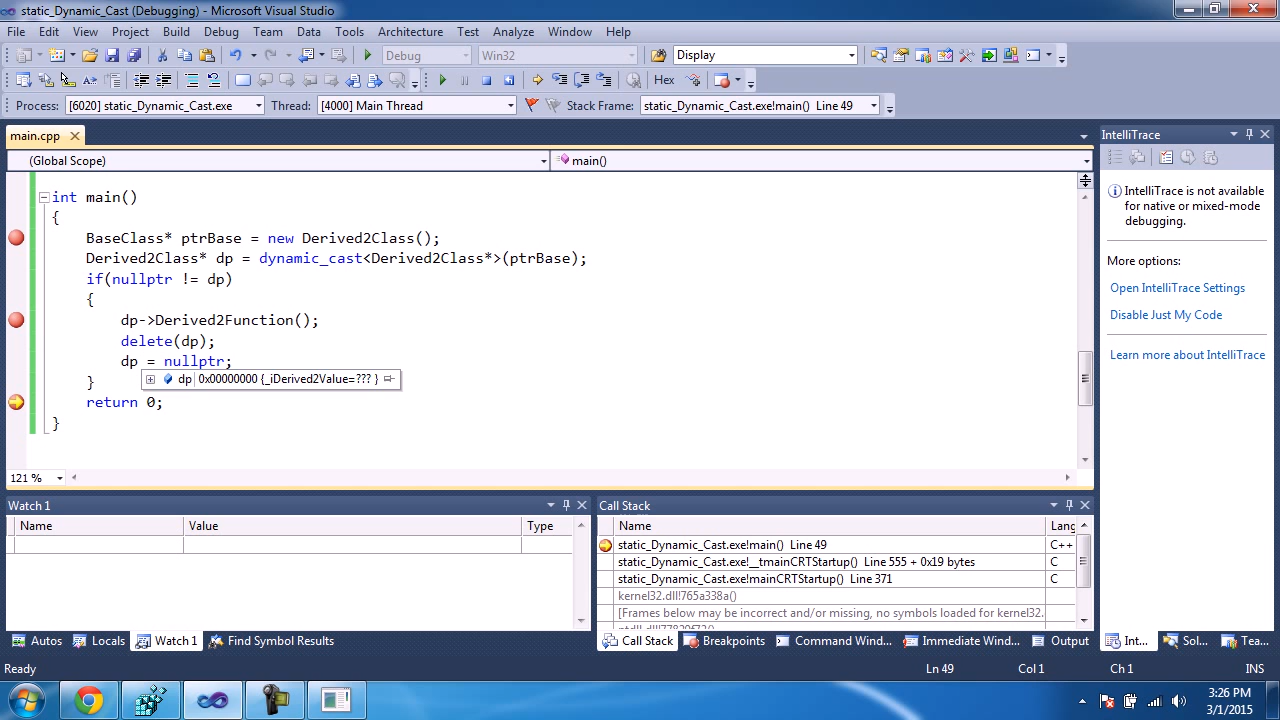 static_Dynamic_Cast (Debugging) - Microsoft Visual Studio
File Edit View Project Build Debug Team Data Tools Architecture Test Analyze Window Help
Debug Win32 Display
Hex
Process: [6020] static_Dynamic_Cast.exe Thread: [4000] Main Thread Stack Frame: static_Dynamic_Cast.exe!main() Line 49
main.cpp
(Global Scope) main()
int main()
{
BaseClass* ptrBase = new Derived2Class();
Derived2Class* dp = dynamic_cast<Derived2Class*>(ptrBase);
if(nullptr != dp)
{
dp->Derived2Function();
delete(dp);
dp = nullptr;
dp 0x00000000 {_iDerived2Value=??? }
}
return 0;
}
121 %
IntelliTrace
IntelliTrace is not available
for native or mixed-mode
debugging.
More options:
Open IntelliTrace Settings
Disable Just My Code
Learn more about IntelliTrace
Watch 1
Name Value Type
Call Stack
Name Lang
static_Dynamic_Cast.exe!main() Line 49 C++
static_Dynamic_Cast.exe!__tmainCRTStartup() Line 555 + 0x19 bytes C
static_Dynamic_Cast.exe!mainCRTStartup() Line 371 C
kernel32.dll!765a338a()
[Frames below may be incorrect and/or missing, no symbols loaded for kernel32.
Autos Locals Watch 1 Find Symbol Results
Call Stack Breakpoints Command Win... Immediate Win... Output
Int... Sol... Tea...
Ready Ln 49 Col 1 Ch 1 INS
3:26 PM
3/1/2015